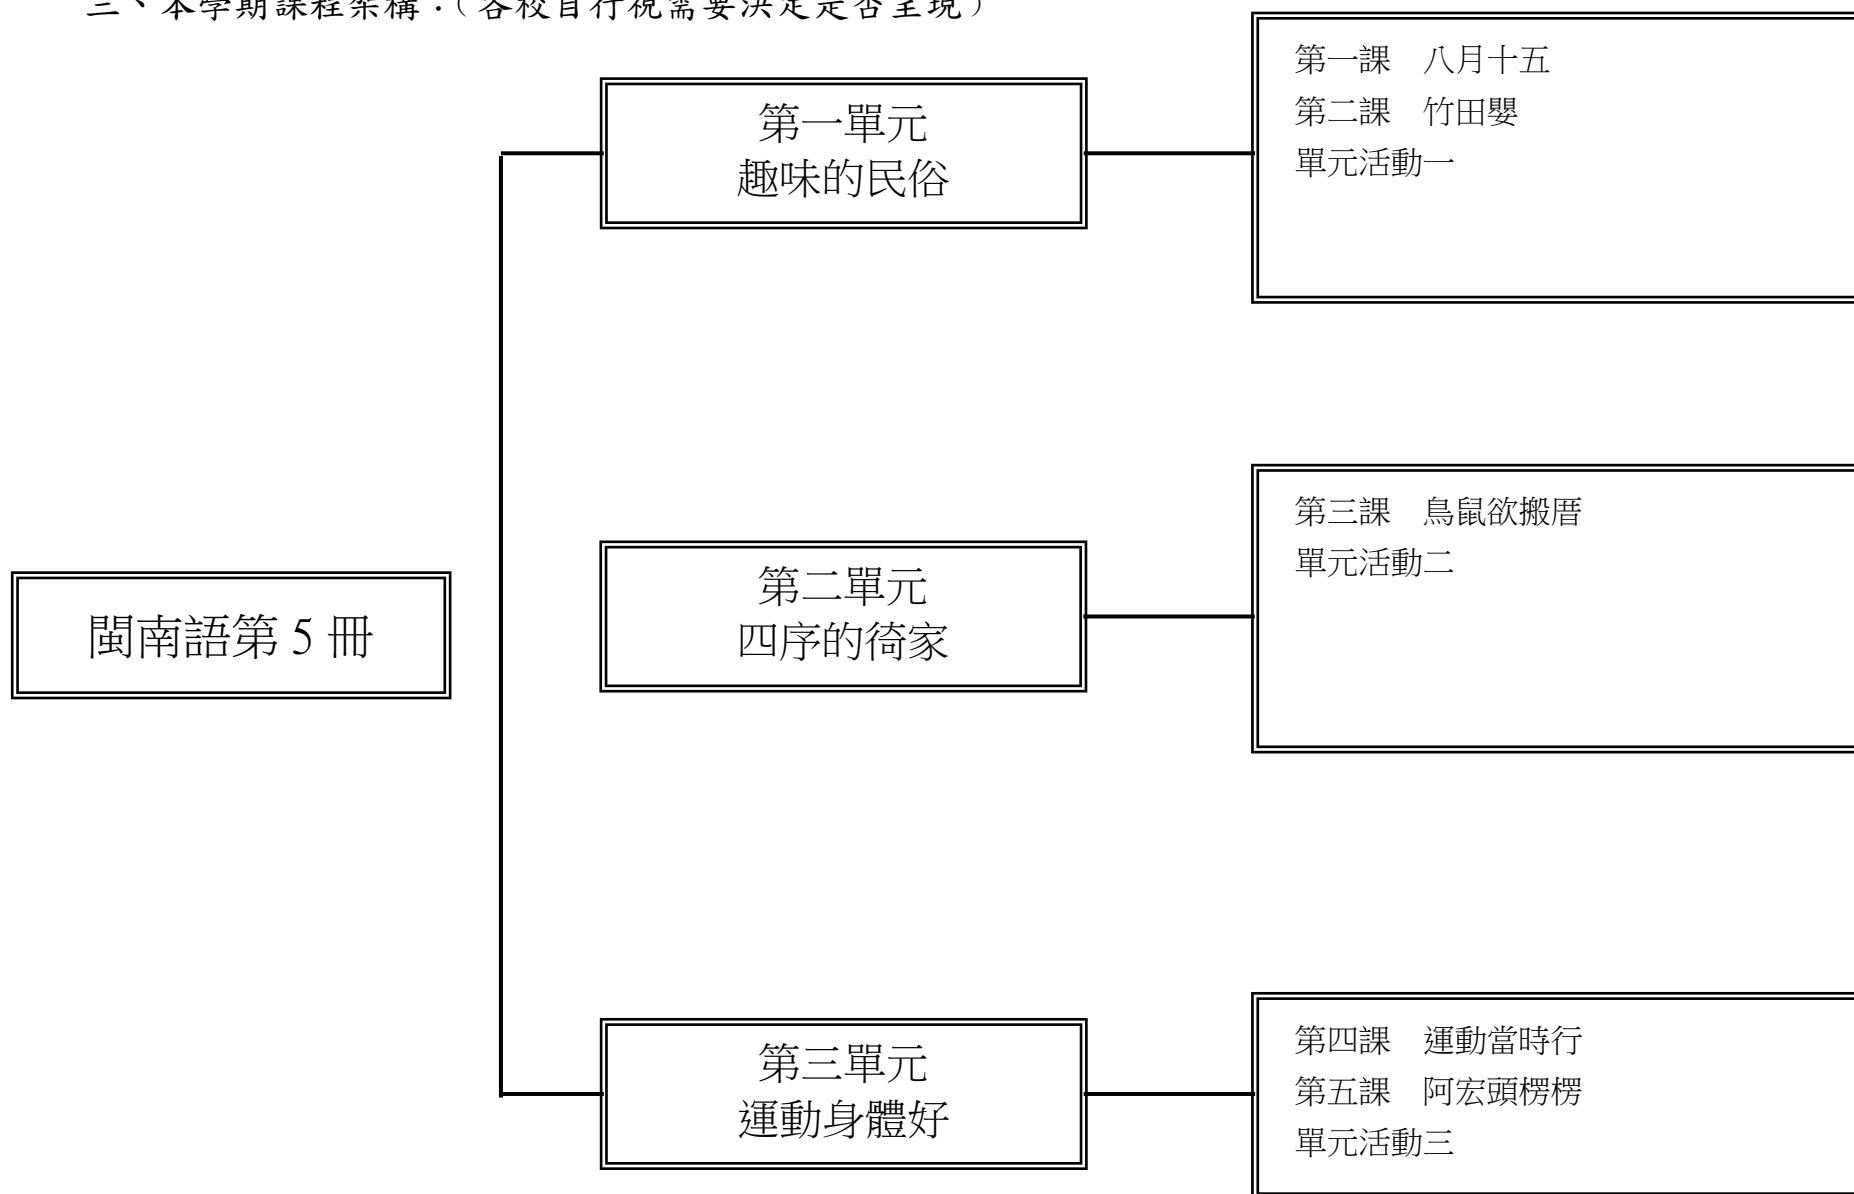 三、本學期課程架構：（各校自行視需要決定是否呈現）
第一單元
趣味的民俗
第一課　八月十五
第二課　竹田嬰
單元活動一
閩南語第 5 冊
第二單元
四序的徛家
第三課　鳥鼠欲搬厝
單元活動二
第三單元
運動身體好
第四課　運動當時行
第五課　阿宏頭楞楞
單元活動三